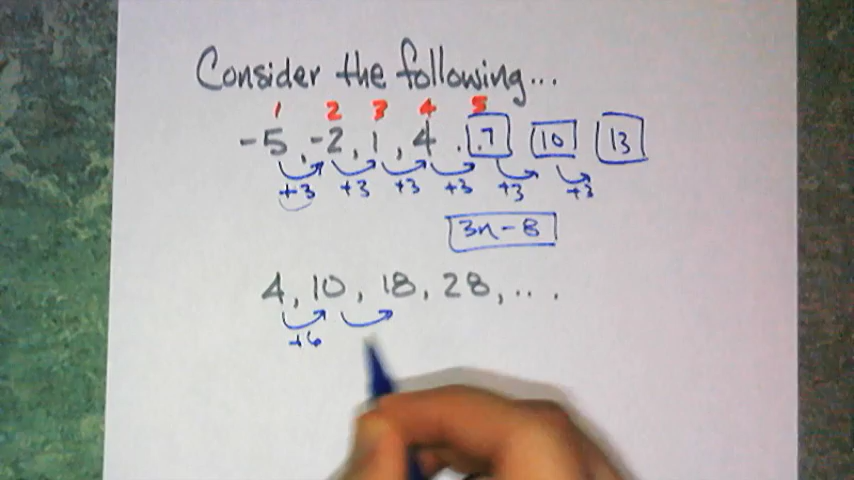 Consider the following...
1 2 3 4 5
-5, -2, 1, 4 . . 7 10 13
+3 +3 +3 +3 +3 +3
3n - 8
4, 10, 18, 28, ...
+6